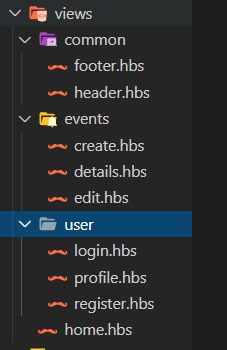 views
common
footer.hbs
header.hbs
events
create.hbs
details.hbs
edit.hbs
user
login.hbs
profile.hbs
register.hbs
home.hbs